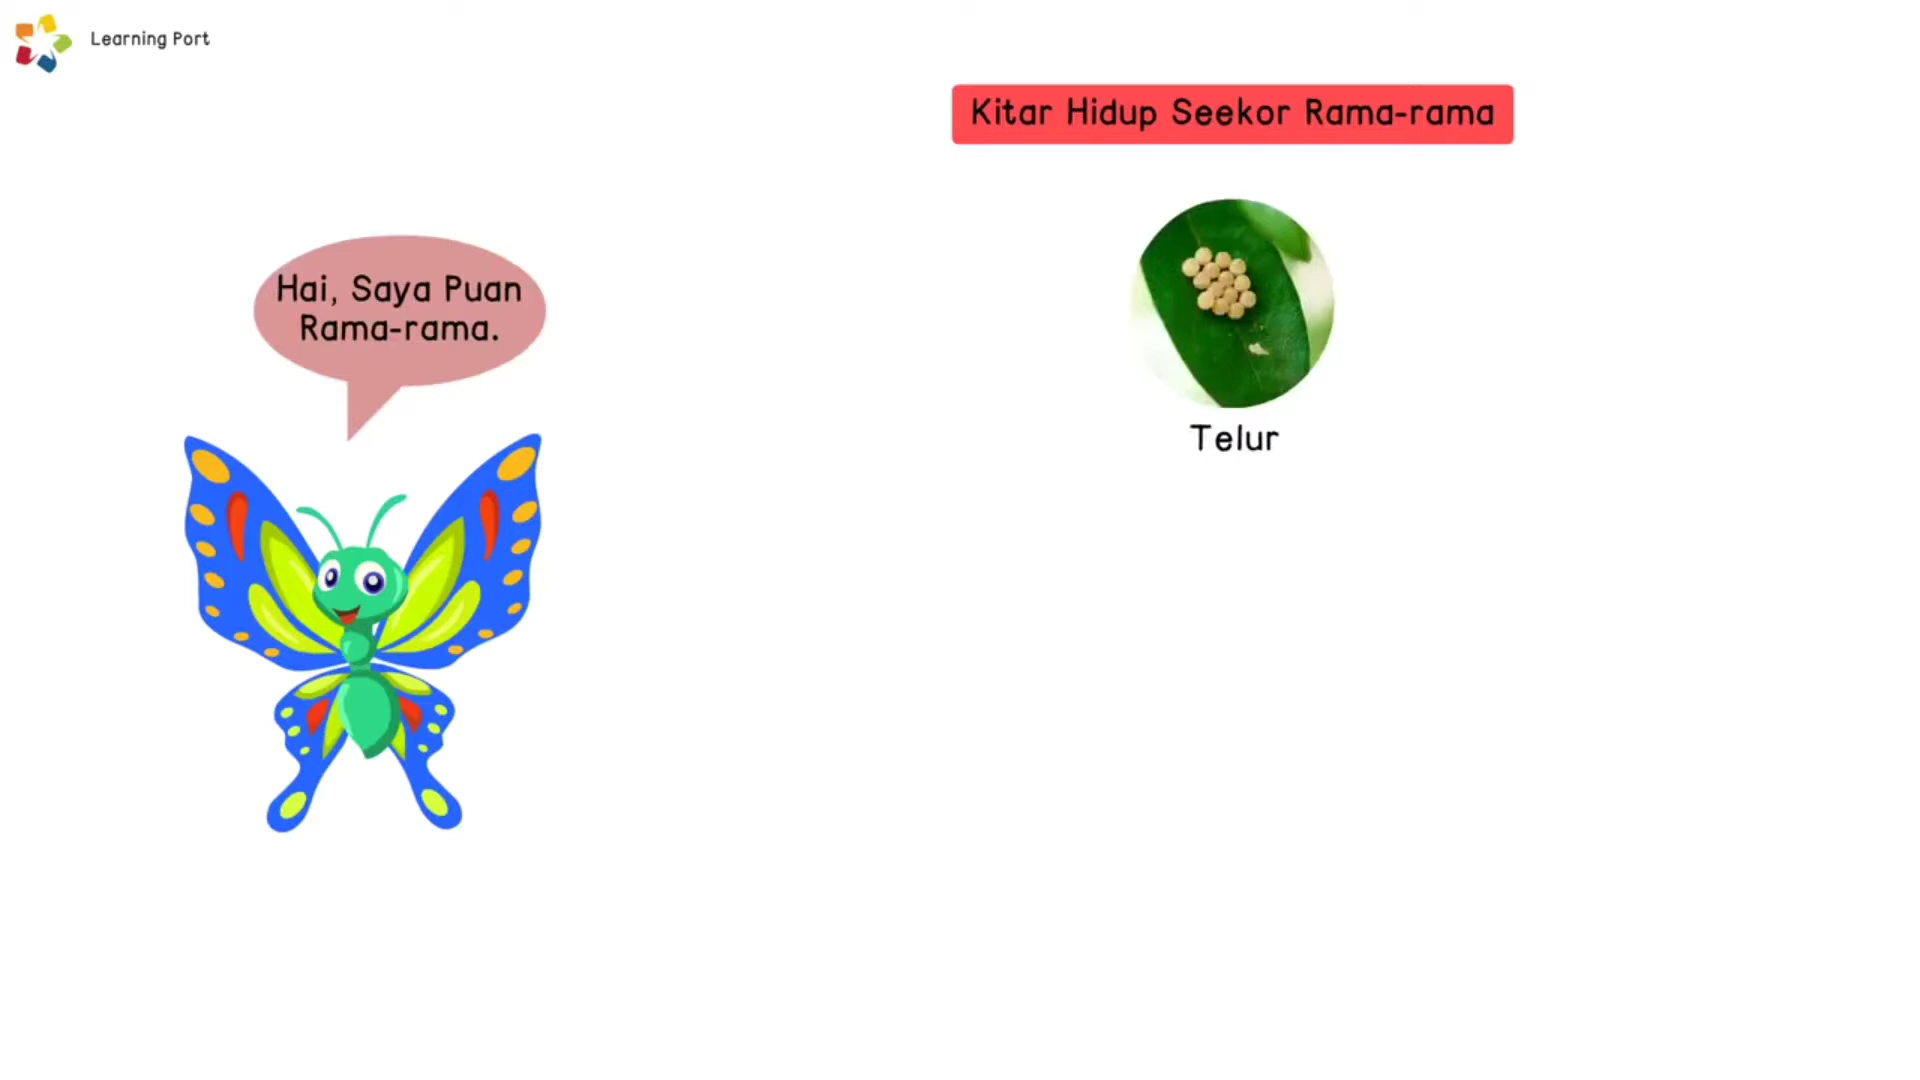 Learning Port
Kitar Hidup Seekor Rama-rama
Hai, Saya Puan
Rama-rama.
Telur